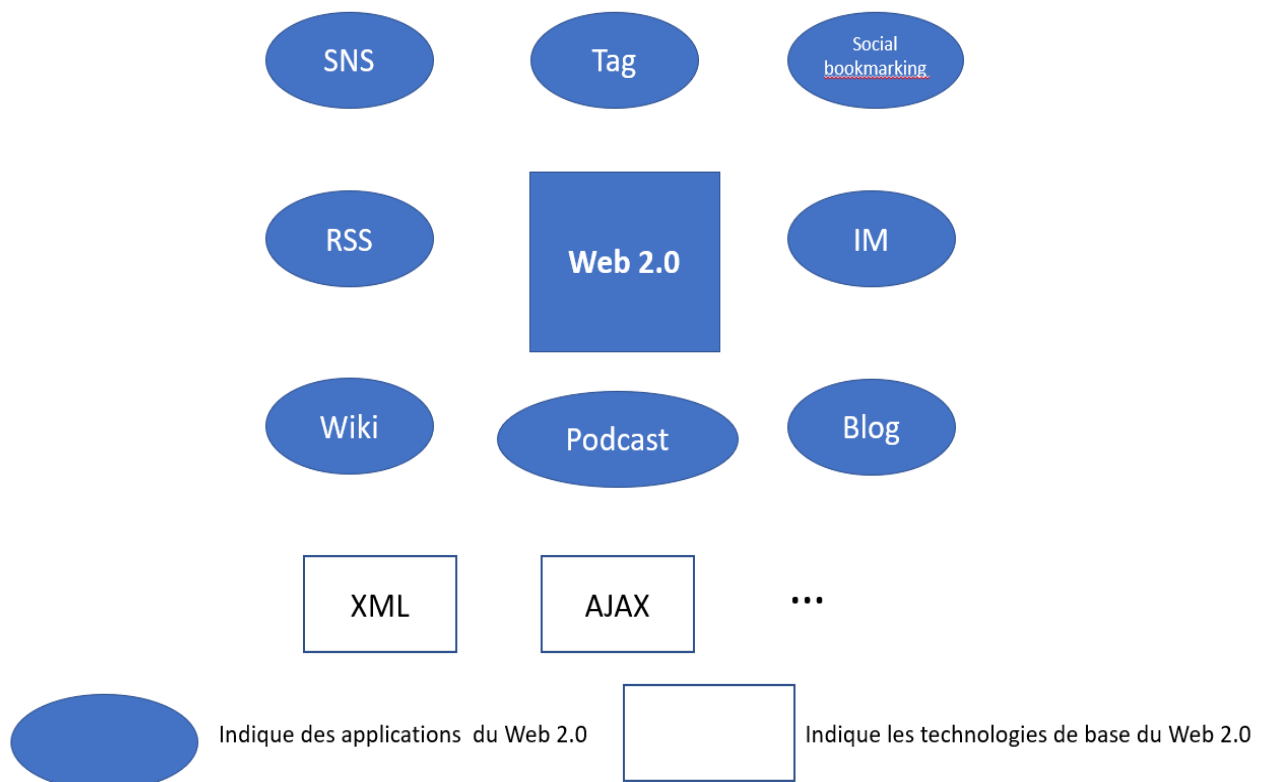 SNS
Tag
Social
bookmarking
RSS
Web 2.0
IM
Wiki
Podcast
Blog
XML
AJAX
...
Indique des applications du Web 2.0
Indique les technologies de base du Web 2.0